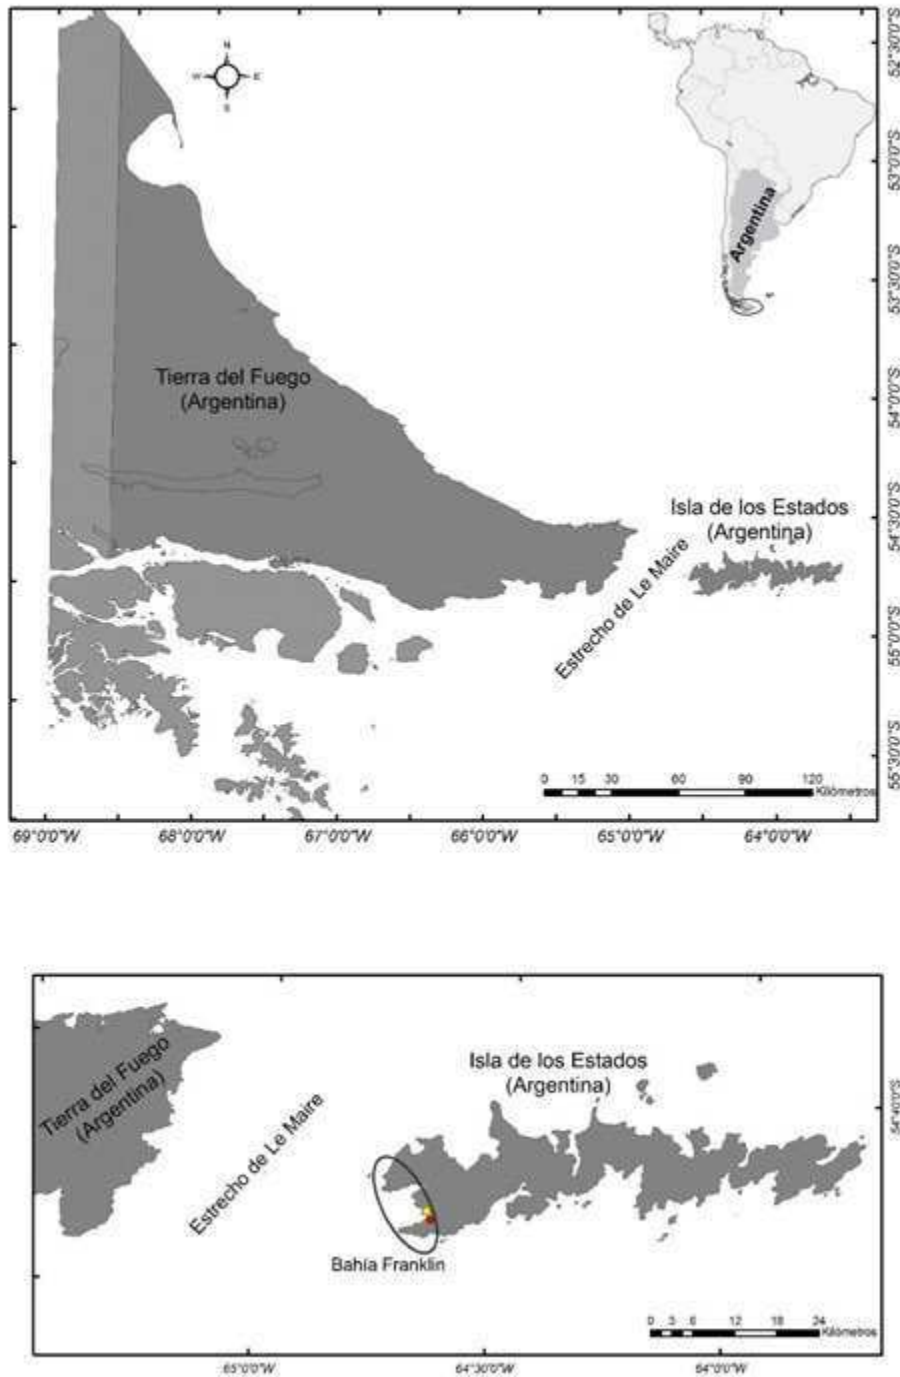 N
W E
S
Argentina
Tierra del Fuego
(Argentina)
Isla de los Estados
(Argentina)
Estrecho de Le Maire
0 15 30 60 90 120
Kilómetros
52°30'0"S
53°0'0"S
53°30'0"S
54°0'0"S
54°30'0"S
55°0'0"S
55°30'0"S
69°0'0"W 68°0'0"W 67°0'0"W 66°0'0"W 65°0'0"W 64°0'0"W
Tierra del Fuego
(Argentina)
Estrecho de Le Maire
Isla de los Estados
(Argentina)
Bahía Franklin
54°40'0"S
0 3 6 12 18 24
Kilómetros
65°0'0"W 64°30'0"W 64°0'0"W